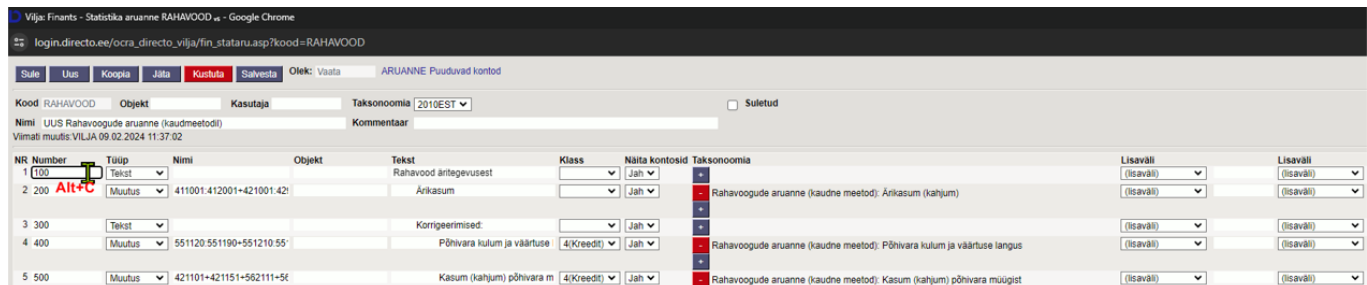 Vilja: Finants - Statistika aruanne RAHAVOOD v6 - Google Chrome
login.directo.ee/ocra_directo_vilja/fin_stataru.asp?kood=RAHAVOOD
Sule Uus Koopia Jäta Kustuta Salvesta Olek: Vaata ARUANNE Puuduvad kontod
Kood RAHAVOOD Objekt Kasutaja Taksonoomia 2010EST Suletud
Nimi UUS Rahavoogude aruanne (kaudmeetodil) Kommentaar
Viimati muutis:VILJA 09.02.2024 11:37:02
NR Number Tüüp Nimi Objekt Tekst Klass Näita kontosid Taksonoomia Lisaväli Lisaväli
1 100 Tekst Rahavood äritegevusest Jah + (lisaväli) (lisaväli)
Alt+C
2 200 Muutus 411001:412001+421001:429 Ärikasum Jah - Rahavoogude aruanne (kaudne meetod): Ärikasum (kahjum) (lisaväli) (lisaväli)
+
3 300 Tekst Korrigeerimised: Jah + (lisaväli) (lisaväli)
4 400 Muutus 551120:551190+551210:55 Põhivara kulum ja väärtuse 4(Kreedit) Jah - Rahavoogude aruanne (kaudne meetod): Põhivara kulum ja väärtuse langus (lisaväli) (lisaväli)
+
5 500 Muutus 421101+421151+562111+56 Kasum (kahjum) põhivara m 4(Kreedit) Jah - Rahavoogude aruanne (kaudne meetod): Kasum (kahjum) põhivara müügist (lisaväli) (lisaväli)